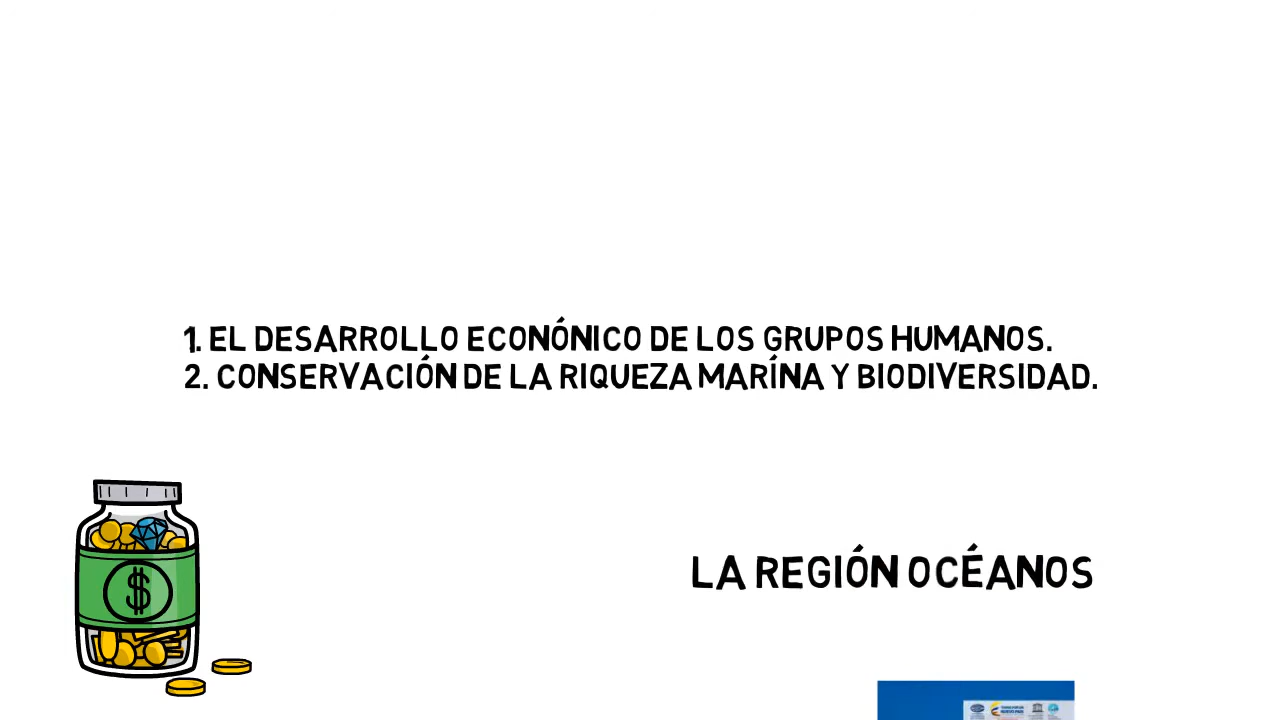 1. EL DESARROLLO ECONÓNICO DE LOS GRUPOS HUMANOS.
2. CONSERVACIÓN DE LA RIQUEZA MARÍNA Y BIODIVERSIDAD.
$
LA REGIÓN OCÉANOS